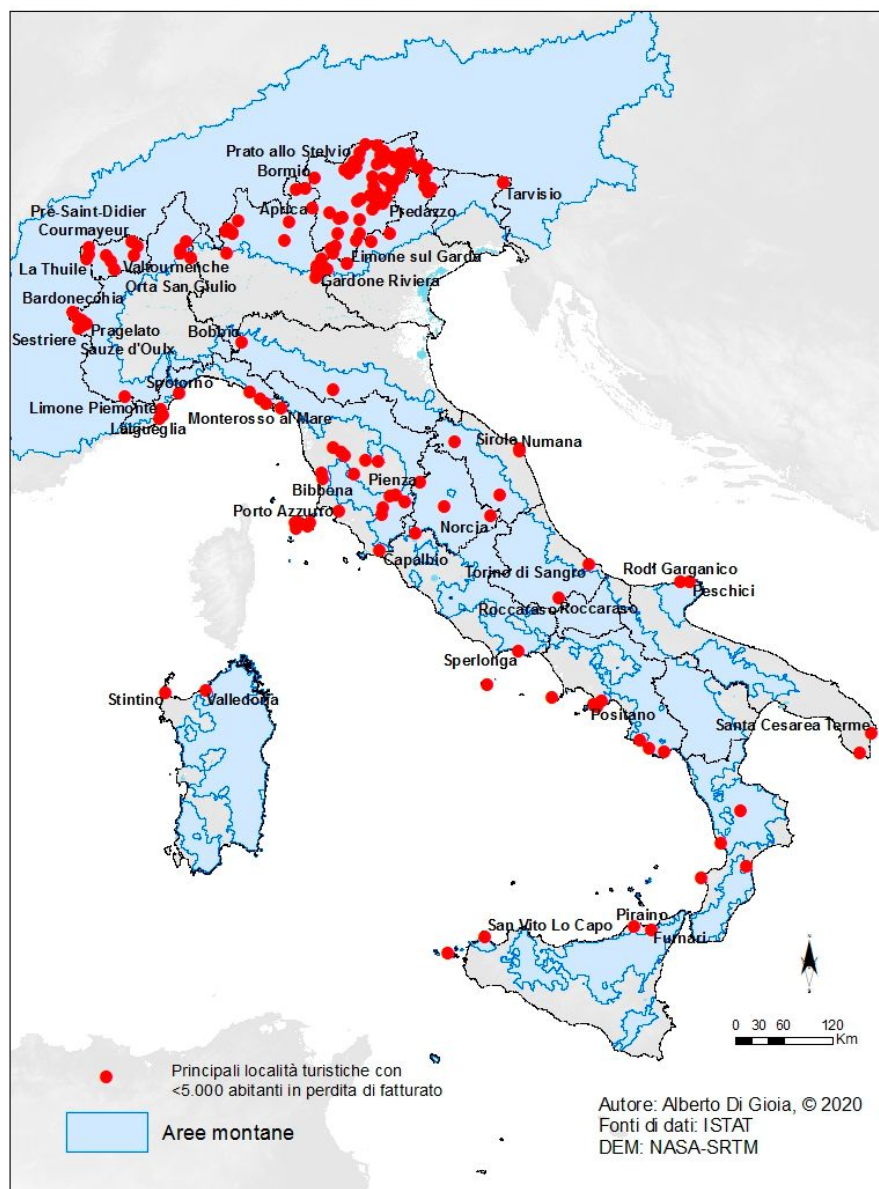 Prato allo Stelvio
Bormio
Tarvisio
Aprica
Predazzo
Pré-Saint-Didier
Courmayeur
Limone sul Garda
La Thuile
Valtournenche
Orta San Giulio
Gardone Riviera
Bardonecchia
Sestriere
Pragelato
Sauze d'Oulx
Bobbio
Spotorno
Limone Piemonte
Laigueglia
Monterosso al Mare
Sirolo
Numana
Pienza
Bibbona
Porto Azzurro
Norcia
Capalbio
Torino di Sangro
Rodi Garganico
Peschici
Roccaraso
Roccaraso
Sperlonga
Stintino
Valledoria
Positano
Santa Cesarea Terme
San Vito Lo Capo
Piraino
Furnari
N
0 30 60 120
Km
Principali località turistiche con
<5.000 abitanti in perdita di fatturato
Aree montane
Autore: Alberto Di Gioia, © 2020
Fonti di dati: ISTAT
DEM: NASA-SRTM